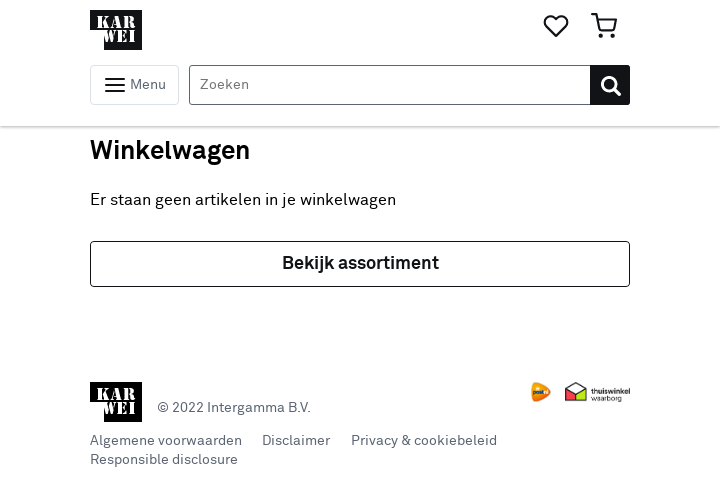 KAR
WEI
Menu
Zoeken
Winkelwagen
Er staan geen artikelen in je winkelwagen
Bekijk assortiment
KAR
WEI
© 2022 Intergamma B.V.
postnl
thuiswinkel
waarborg
Algemene voorwaarden Disclaimer Privacy & cookiebeleid
Responsible disclosure